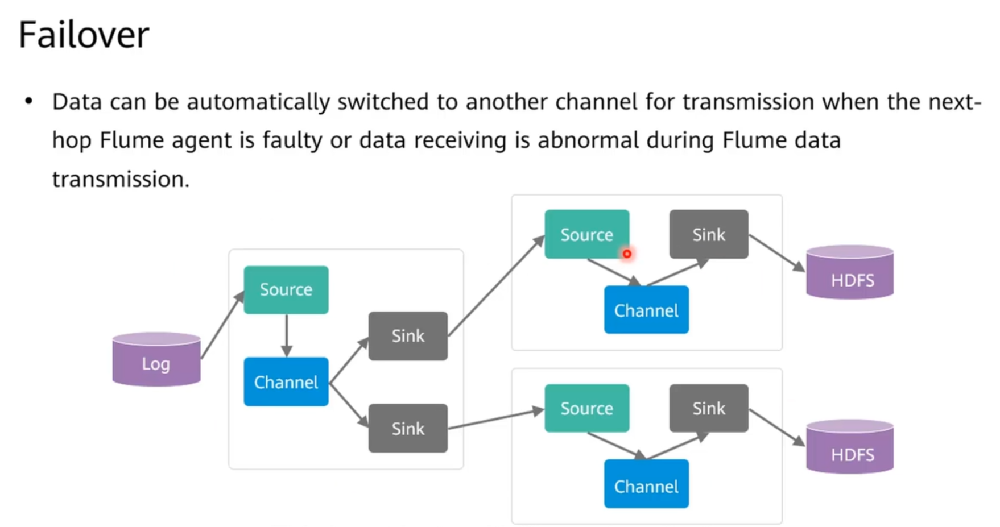 Failover
• Data can be automatically switched to another channel for transmission when the next-
hop Flume agent is faulty or data receiving is abnormal during Flume data
transmission.
Source
Sink
HDFS
Channel
Source
Sink
Log
Channel
Sink
Source
Sink
HDFS
Channel